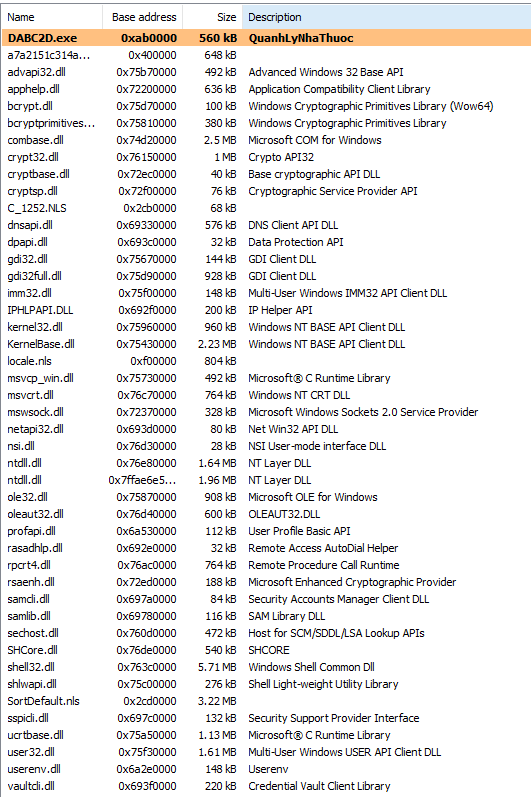 Name Base address Size Description
DABC2D.exe 0xab0000 560 kB QuanhLyNhaThuoc
a7a2151c314a... 0x400000 648 kB
advapi32.dll 0x75b70000 492 kB Advanced Windows 32 Base API
apphelp.dll 0x72200000 636 kB Application Compatibility Client Library
bcrypt.dll 0x75d70000 100 kB Windows Cryptographic Primitives Library (Wow64)
bcryptprimitives... 0x75810000 380 kB Windows Cryptographic Primitives Library
combase.dll 0x74d20000 2.5 MB Microsoft COM for Windows
crypt32.dll 0x76150000 1 MB Crypto API32
cryptbase.dll 0x72ec0000 40 kB Base cryptographic API DLL
cryptsp.dll 0x72f00000 76 kB Cryptographic Service Provider API
C_1252.NLS 0x2cb0000 68 kB
dnsapi.dll 0x69330000 576 kB DNS Client API DLL
dpapi.dll 0x693c0000 32 kB Data Protection API
gdi32.dll 0x75670000 144 kB GDI Client DLL
gdi32full.dll 0x75d90000 928 kB GDI Client DLL
imm32.dll 0x75f00000 148 kB Multi-User Windows IMM32 API Client DLL
IPHLPAPI.DLL 0x692f0000 200 kB IP Helper API
kernel32.dll 0x75960000 960 kB Windows NT BASE API Client DLL
KernelBase.dll 0x75430000 2.23 MB Windows NT BASE API Client DLL
locale.nls 0xf00000 804 kB
msvcp_win.dll 0x75730000 492 kB Microsoft® C Runtime Library
msvcrt.dll 0x76c70000 764 kB Windows NT CRT DLL
mswsock.dll 0x72370000 328 kB Microsoft Windows Sockets 2.0 Service Provider
netapi32.dll 0x693d0000 80 kB Net Win32 API DLL
nsi.dll 0x76d30000 28 kB NSI User-mode interface DLL
ntdll.dll 0x76e80000 1.64 MB NT Layer DLL
ntdll.dll 0x7ffae6e5... 1.96 MB NT Layer DLL
ole32.dll 0x75870000 908 kB Microsoft OLE for Windows
oleaut32.dll 0x76d40000 600 kB OLEAUT32.DLL
profapi.dll 0x6a530000 112 kB User Profile Basic API
rasadhlp.dll 0x692e0000 32 kB Remote Access AutoDial Helper
rpcrt4.dll 0x76ac0000 764 kB Remote Procedure Call Runtime
rsaenh.dll 0x72ed0000 188 kB Microsoft Enhanced Cryptographic Provider
samcli.dll 0x697a0000 84 kB Security Accounts Manager Client DLL
samlib.dll 0x69780000 116 kB SAM Library DLL
sechost.dll 0x760d0000 472 kB Host for SCM/SDDL/LSA Lookup APIs
SHCore.dll 0x76de0000 540 kB SHCORE
shell32.dll 0x763c0000 5.71 MB Windows Shell Common Dll
shlwapi.dll 0x75c00000 276 kB Shell Light-weight Utility Library
SortDefault.nls 0x2cd0000 3.22 MB
sspicli.dll 0x697c0000 132 kB Security Support Provider Interface
ucrtbase.dll 0x75a50000 1.13 MB Microsoft® C Runtime Library
user32.dll 0x75f30000 1.61 MB Multi-User Windows USER API Client DLL
userenv.dll 0x6a2e0000 148 kB Userenv
vaultcli.dll 0x693f0000 220 kB Credential Vault Client Library